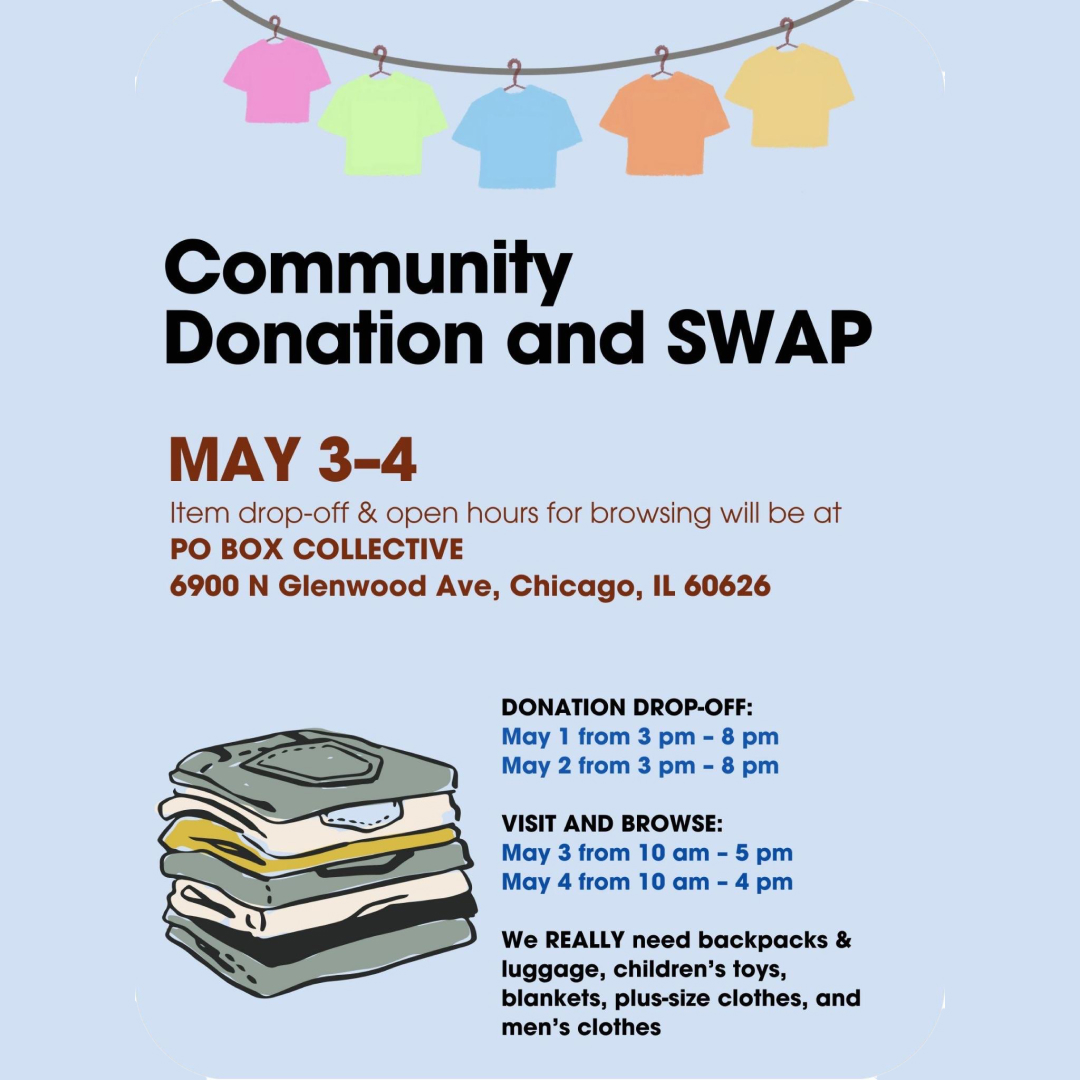 Community
Donation and SWAP
MAY 3–4
Item drop-off & open hours for browsing will be at
PO BOX COLLECTIVE
6900 N Glenwood Ave, Chicago, IL 60626
DONATION DROP-OFF:
May 1 from 3 pm – 8 pm
May 2 from 3 pm – 8 pm
VISIT AND BROWSE:
May 3 from 10 am – 5 pm
May 4 from 10 am – 4 pm
We REALLY need backpacks &
luggage, children’s toys,
blankets, plus-size clothes, and
men’s clothes